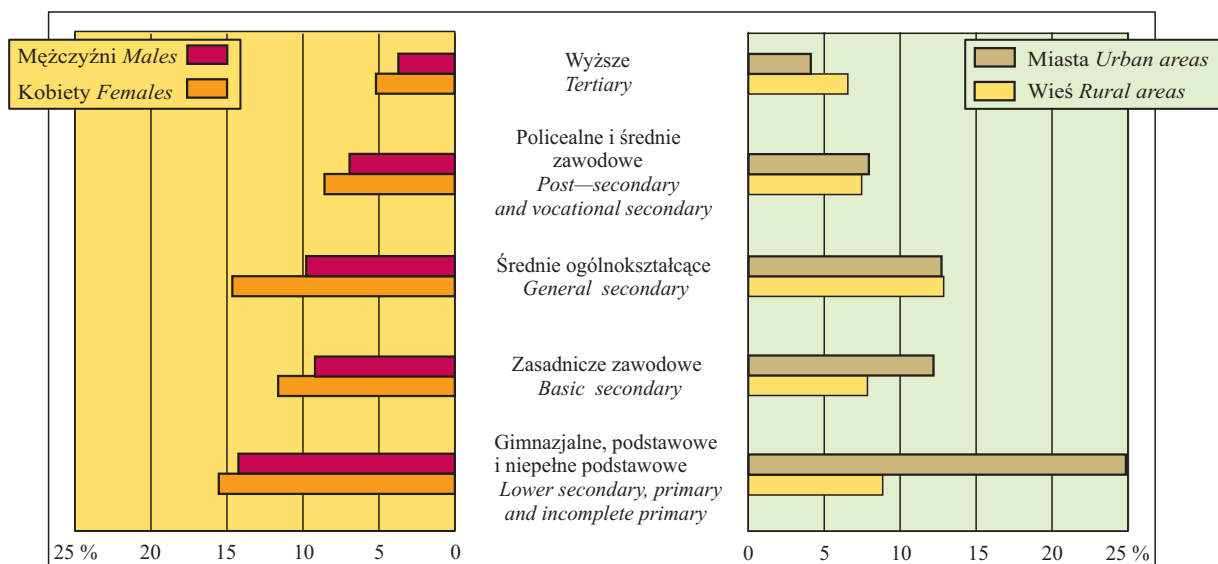 Mężczyźni Males
Kobiety Females
Wyższe
Tertiary
Miasta Urban areas
Wieś Rural areas
Policealne i średnie
zawodowe
Post—secondary
and vocational secondary
Średnie ogólnokształcące
General secondary
Zasadnicze zawodowe
Basic secondary
Gimnazjalne, podstawowe
i niepełne podstawowe
Lower secondary, primary
and incomplete primary
25 % 20 15 10 5 0
0 5 10 15 20 25 %